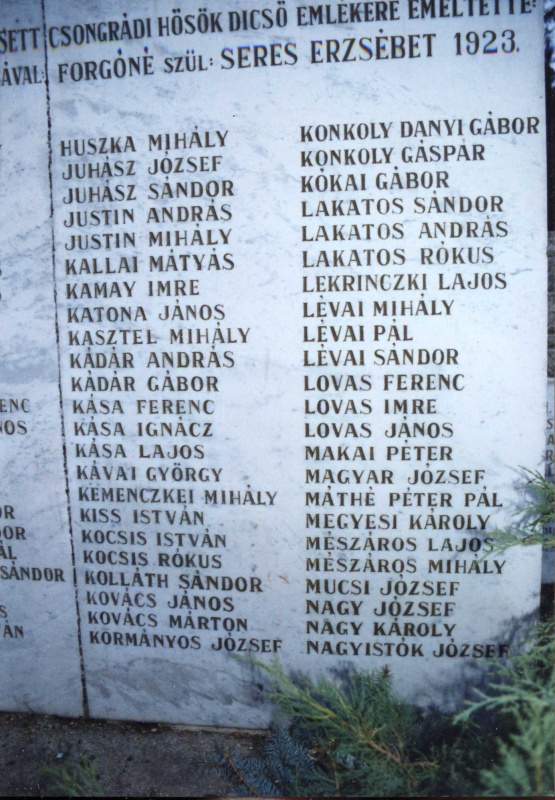 SETT CSONGRÁDI HŐSÖK DICSŐ EMLÉKÉRE EMELTETTE:
ÁVAL FORGÓNÉ SZÜL: SERES ERZSÉBET 1923.
HUSZKA MIHÁLY
JUHÁSZ JÓZSEF
JUHÁSZ SÁNDOR
JUSTIN ANDRÁS
JUSTIN MIHÁLY
KALLAI MÁTYÁS
KAMAY IMRE
KATONA JÁNOS
KASZTEL MIHÁLY
KÁDÁR ANDRÁS
KÁDÁR GÁBOR
KÁSA FERENC
KÁSA IGNÁCZ
KÁSA LAJOS
KÁVAI GYÖRGY
KEMENCZKEI MIHÁLY
KISS ISTVÁN
KOCSIS ISTVÁN
KOCSIS RÓKUS
KOLLÁTH SÁNDOR
KOVÁCS JÁNOS
KOVÁCS MÁRTON
KÖRMÁNYOS JÓZSEF
KONKOLY DANYI GÁBOR
KONKOLY GÁSPÁR
KÓKAI GÁBOR
LAKATOS SÁNDOR
LAKATOS ANDRÁS
LAKATOS RÓKUS
LEKRINCZKI LAJOS
LÉVAI MIHÁLY
LÉVAI PÁL
LÉVAI SÁNDOR
LOVAS FERENC
LOVAS IMRE
LOVAS JÁNOS
MAKAI PÉTER
MAGYAR JÓZSEF
MÁTHÉ PÉTER PÁL
MEGYESI KÁROLY
MÉSZÁROS LAJOS
MÉSZÁROS MIHÁLY
MUCSI JÓZSEF
NAGY JÓZSEF
NAGY KÁROLY
NAGYISTÓK JÓZSEF